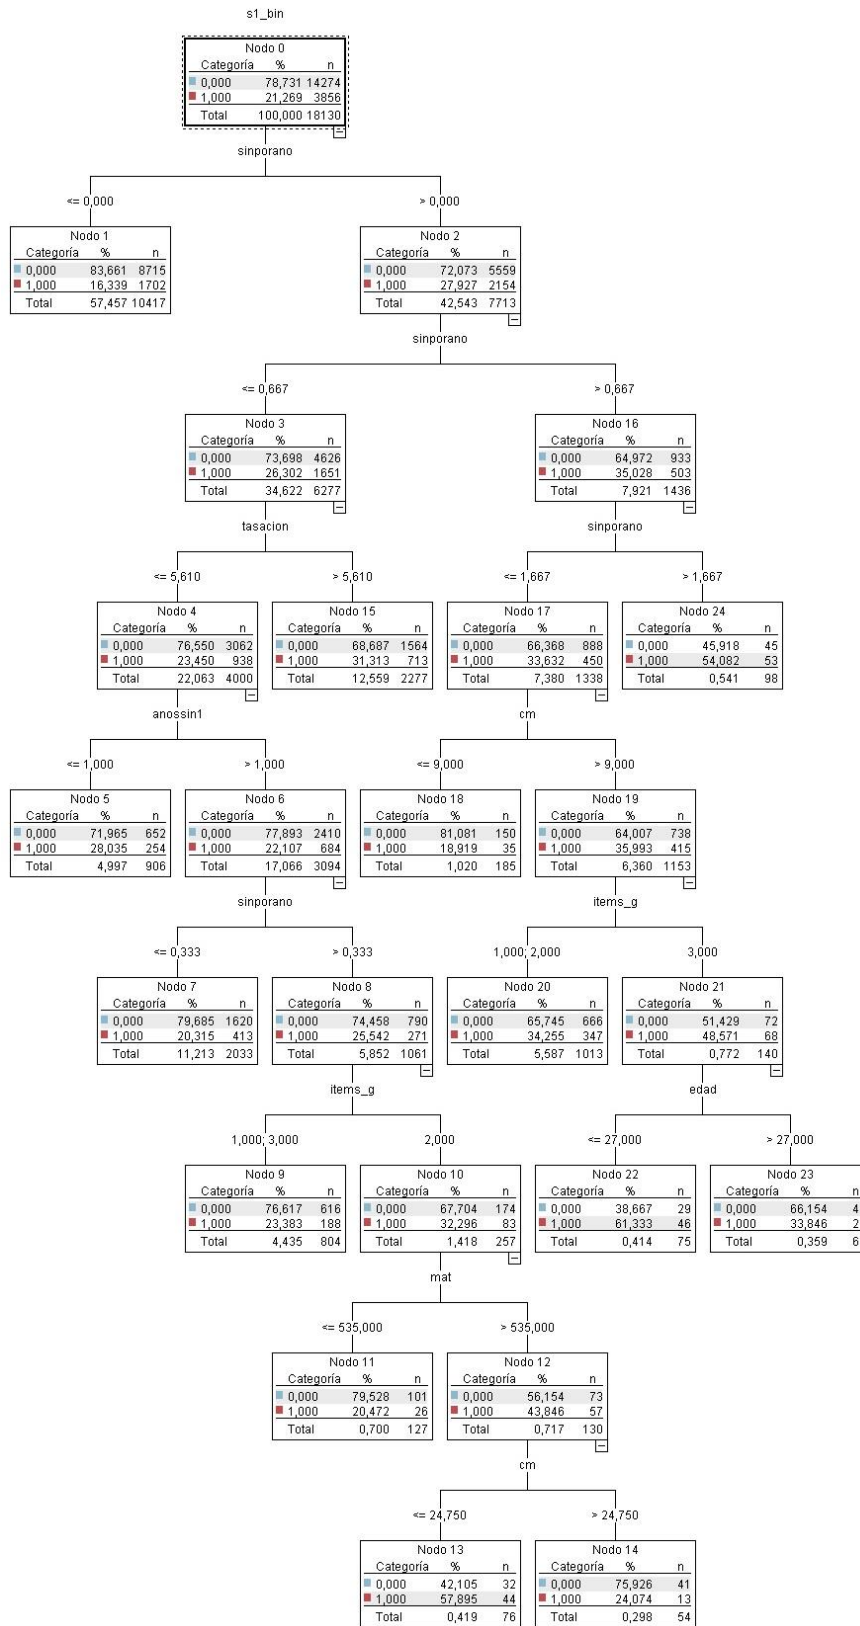 s1_bin
Nodo 0
Categoría % n
0,000 78,731 14274
1,000 21,269 3856
Total 100,000 18130
sinporano
<= 0,000 > 0,000
Nodo 1
Categoría % n
0,000 83,661 8715
1,000 16,339 1702
Total 57,457 10417
Nodo 2
Categoría % n
0,000 72,073 5559
1,000 27,927 2154
Total 42,543 7713
sinporano
<= 0,667 > 0,667
Nodo 3
Categoría % n
0,000 73,698 4626
1,000 26,302 1651
Total 34,622 6277
Nodo 16
Categoría % n
0,000 64,972 933
1,000 35,028 503
Total 7,921 1436
tasacion sinporano
<= 5,610 > 5,610 <= 1,667 > 1,667
Nodo 4
Categoría % n
0,000 76,550 3062
1,000 23,450 938
Total 22,063 4000
Nodo 15
Categoría % n
0,000 68,687 1564
1,000 31,313 713
Total 12,559 2277
Nodo 17
Categoría % n
0,000 66,368 888
1,000 33,632 450
Total 7,380 1338
Nodo 24
Categoría % n
0,000 45,918 45
1,000 54,082 53
Total 0,541 98
anossin1 cm
<= 1,000 > 1,000 <= 9,000 > 9,000
Nodo 5
Categoría % n
0,000 71,965 652
1,000 28,035 254
Total 4,997 906
Nodo 6
Categoría % n
0,000 77,893 2410
1,000 22,107 684
Total 17,066 3094
Nodo 18
Categoría % n
0,000 81,081 150
1,000 18,919 35
Total 1,020 185
Nodo 19
Categoría % n
0,000 64,007 738
1,000 35,993 415
Total 6,360 1153
sinporano items_g
<= 0,333 > 0,333 1,000; 2,000 3,000
Nodo 7
Categoría % n
0,000 79,685 1620
1,000 20,315 413
Total 11,213 2033
Nodo 8
Categoría % n
0,000 74,458 790
1,000 25,542 271
Total 5,852 1061
Nodo 20
Categoría % n
0,000 65,745 666
1,000 34,255 347
Total 5,587 1013
Nodo 21
Categoría % n
0,000 51,429 72
1,000 48,571 68
Total 0,772 140
items_g edad
1,000; 3,000 2,000 <= 27,000 > 27,000
Nodo 9
Categoría % n
0,000 76,617 616
1,000 23,383 188
Total 4,435 804
Nodo 10
Categoría % n
0,000 67,704 174
1,000 32,296 83
Total 1,418 257
Nodo 22
Categoría % n
0,000 38,667 29
1,000 61,333 46
Total 0,414 75
Nodo 23
Categoría %
0,000 66,154 4
1,000 33,846 2
Total 0,359 6
mat
<= 535,000 > 535,000
Nodo 11
Categoría % n
0,000 79,528 101
1,000 20,472 26
Total 0,700 127
Nodo 12
Categoría % n
0,000 56,154 73
1,000 43,846 57
Total 0,717 130
cm
<= 24,750 > 24,750
Nodo 13
Categoría % n
0,000 42,105 32
1,000 57,895 44
Total 0,419 76
Nodo 14
Categoría % n
0,000 75,926 41
1,000 24,074 13
Total 0,298 54